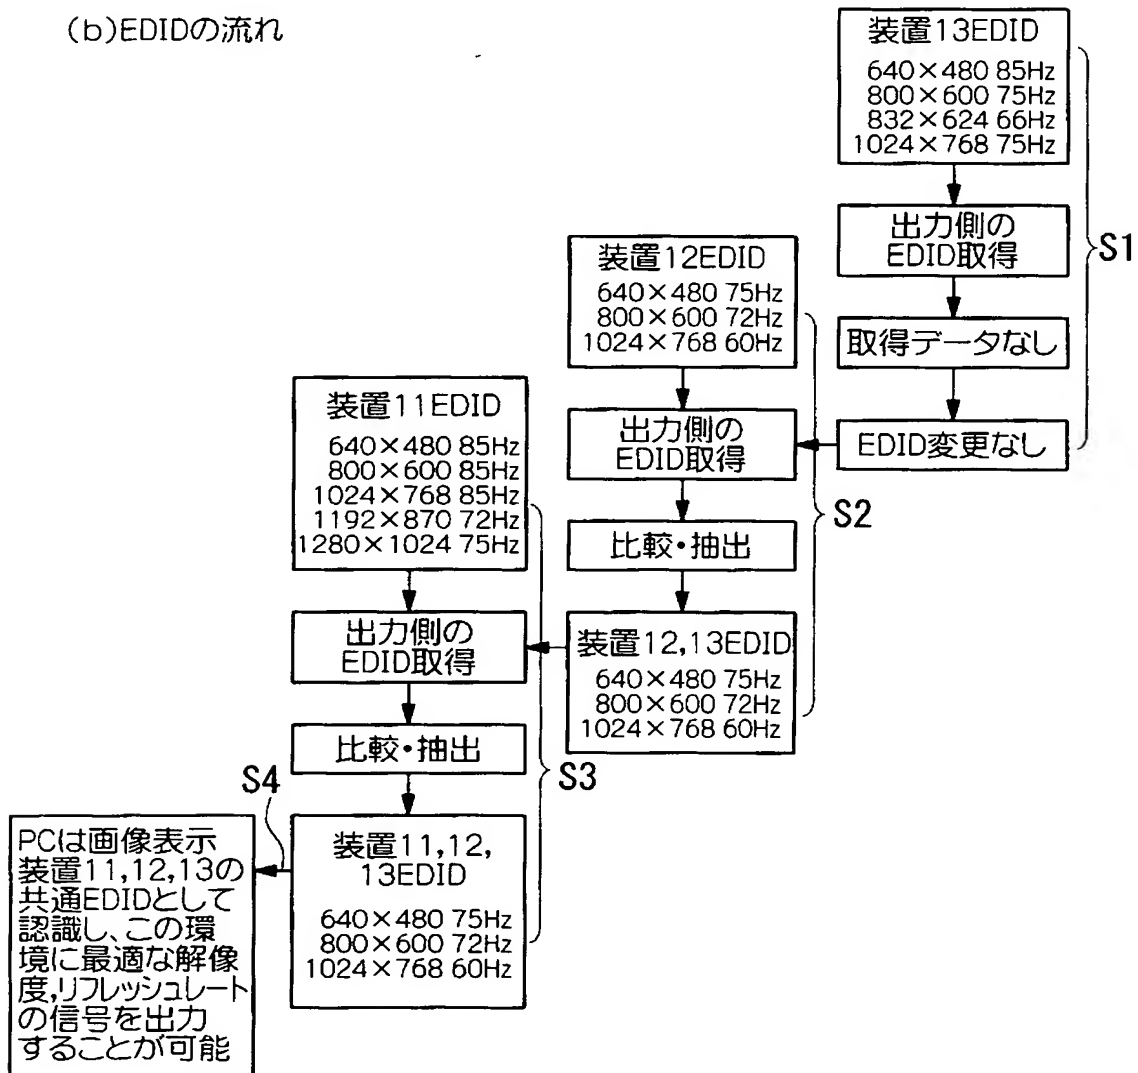 (b)EDIDの流れ
装置13EDID
640×480 85Hz
800×600 75Hz
832×624 66Hz
1024×768 75Hz
出力側の
EDID取得
取得データなし
EDID変更なし
S1
装置12EDID
640×480 75Hz
800×600 72Hz
1024×768 60Hz
出力側の
EDID取得
比較・抽出
装置12,13EDID
640×480 75Hz
800×600 72Hz
1024×768 60Hz
S2
装置11EDID
640×480 85Hz
800×600 85Hz
1024×768 85Hz
1192×870 72Hz
1280×1024 75Hz
出力側の
EDID取得
比較・抽出
装置11,12,
13EDID
640×480 75Hz
800×600 72Hz
1024×768 60Hz
S3
S4
PCは画像表示
装置11,12,13の
共通EDIDとして
認識し、この環
境に最適な解像
度,リフレッシュレート
の信号を出力
することが可能